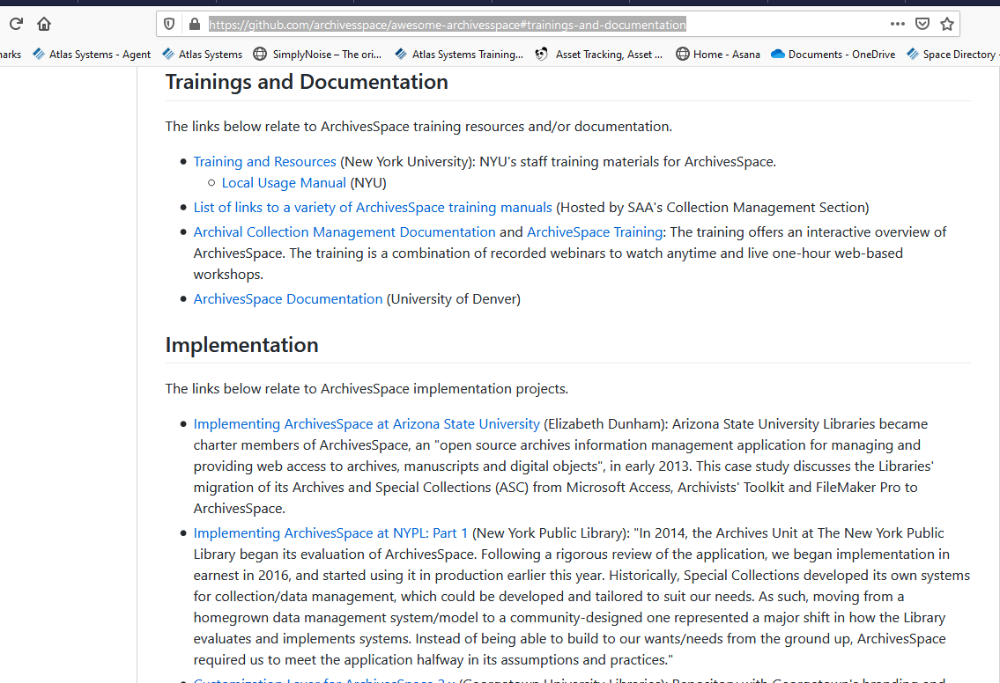 https://github.com/archivesspace/awesome-archivesspace#trainings-and-documentation
arks Atlas Systems - Agent Atlas Systems SimplyNoise – The ori... Atlas Systems Training... Asset Tracking, Asset ... Home - Asana Documents - OneDrive Space Directory -
Trainings and Documentation
The links below relate to ArchivesSpace training resources and/or documentation.
Training and Resources (New York University): NYU's staff training materials for ArchivesSpace.
Local Usage Manual (NYU)
List of links to a variety of ArchivesSpace training manuals (Hosted by SAA's Collection Management Section)
Archival Collection Management Documentation and ArchiveSpace Training: The training offers an interactive overview of
ArchivesSpace. The training is a combination of recorded webinars to watch anytime and live one-hour web-based
workshops.
ArchivesSpace Documentation (University of Denver)
Implementation
The links below relate to ArchivesSpace implementation projects.
Implementing ArchivesSpace at Arizona State University (Elizabeth Dunham): Arizona State University Libraries became
charter members of ArchivesSpace, an "open source archives information management application for managing and
providing web access to archives, manuscripts and digital objects", in early 2013. This case study discusses the Libraries'
migration of its Archives and Special Collections (ASC) from Microsoft Access, Archivists' Toolkit and FileMaker Pro to
ArchivesSpace.
Implementing ArchivesSpace at NYPL: Part 1 (New York Public Library): "In 2014, the Archives Unit at The New York Public
Library began its evaluation of ArchivesSpace. Following a rigorous review of the application, we began implementation in
earnest in 2016, and started using it in production earlier this year. Historically, Special Collections developed its own systems
for collection/data management, which could be developed and tailored to suit our needs. As such, moving from a
homegrown data management system/model to a community-designed one represented a major shift in how the Library
evaluates and implements systems. Instead of being able to build to our wants/needs from the ground up, ArchivesSpace
required us to meet the application halfway in its assumptions and practices."
Customization Layer for ArchivesSpace 2.x (Georgetown University Libraries): Repository with Georgetown's branding and